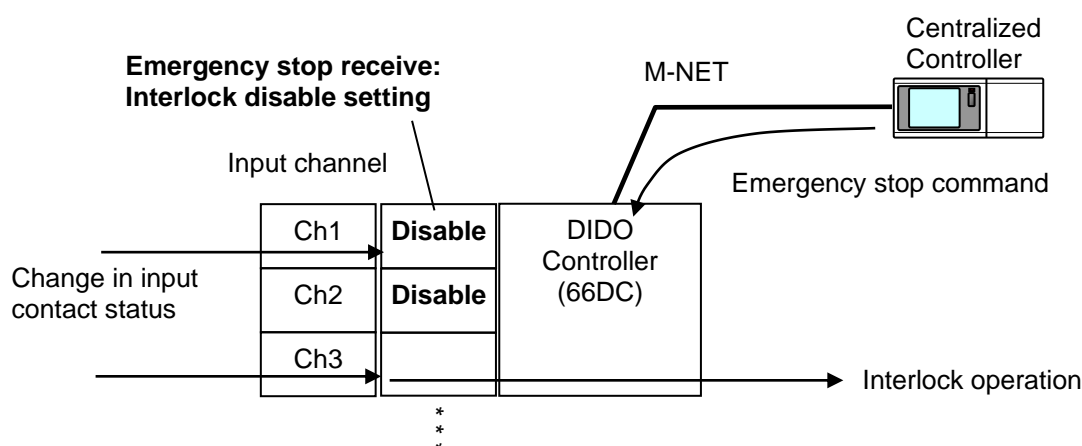 Centralized
Controller
Emergency stop receive:
Interlock disable setting
M-NET
Input channel
Emergency stop command
Ch1
Disable
DIDO
Controller
(66DC)
Change in input
contact status
Ch2
Disable
Ch3
Interlock operation
*
*
*